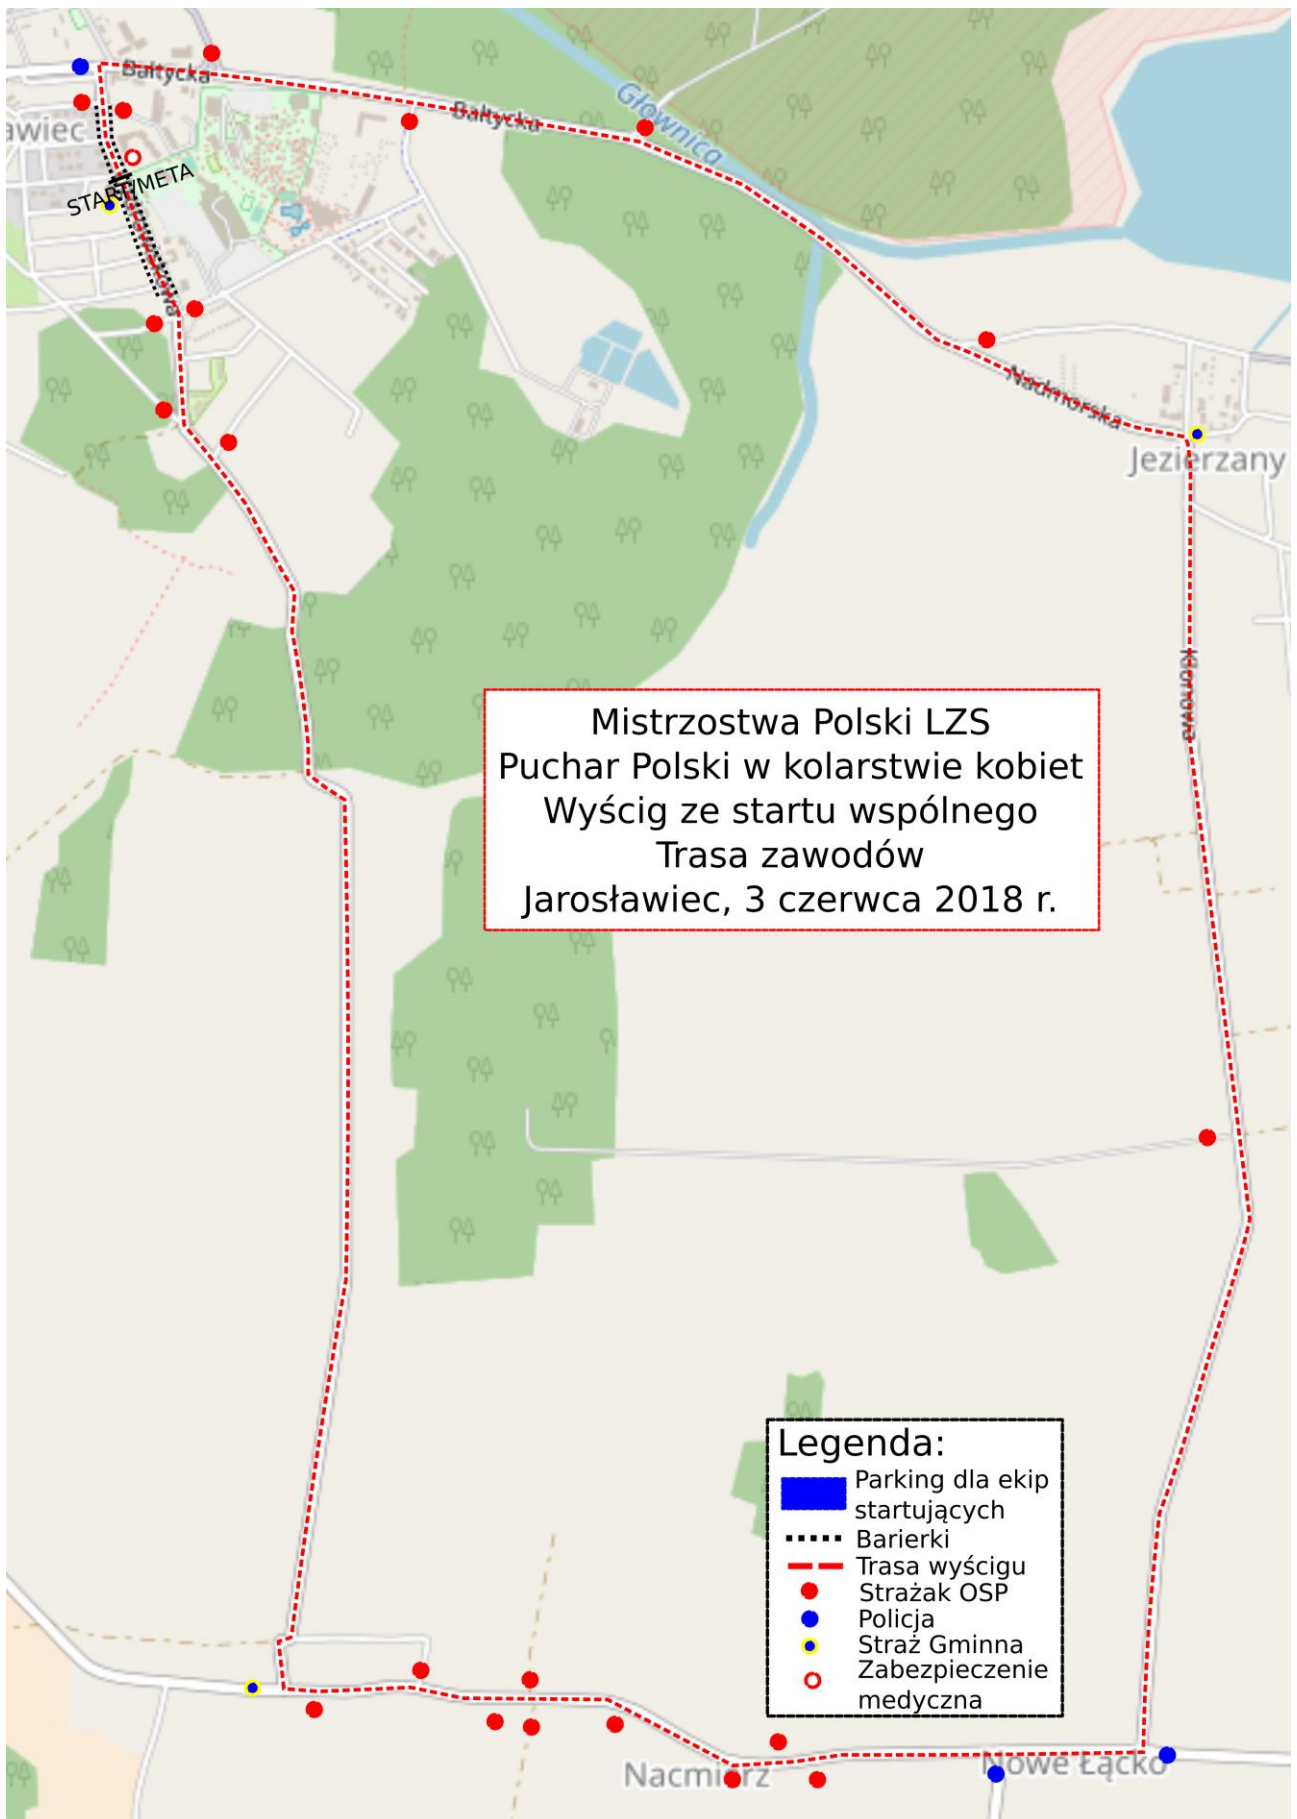 Bałtycka
Bałtycka
Głownica
awiec
START/META
Nadmorska
Jezierzany
Klonowa
Mistrzostwa Polski LZS
Puchar Polski w kolarstwie kobiet
Wyścig ze startu wspólnego
Trasa zawodów
Jarosławiec, 3 czerwca 2018 r.
Legenda:
Parking dla ekip
startujących
Barierki
Trasa wyścigu
Strażak OSP
Policja
Straż Gminna
Zabezpieczenie
medyczna
Nacmierz
Nowe Łącko